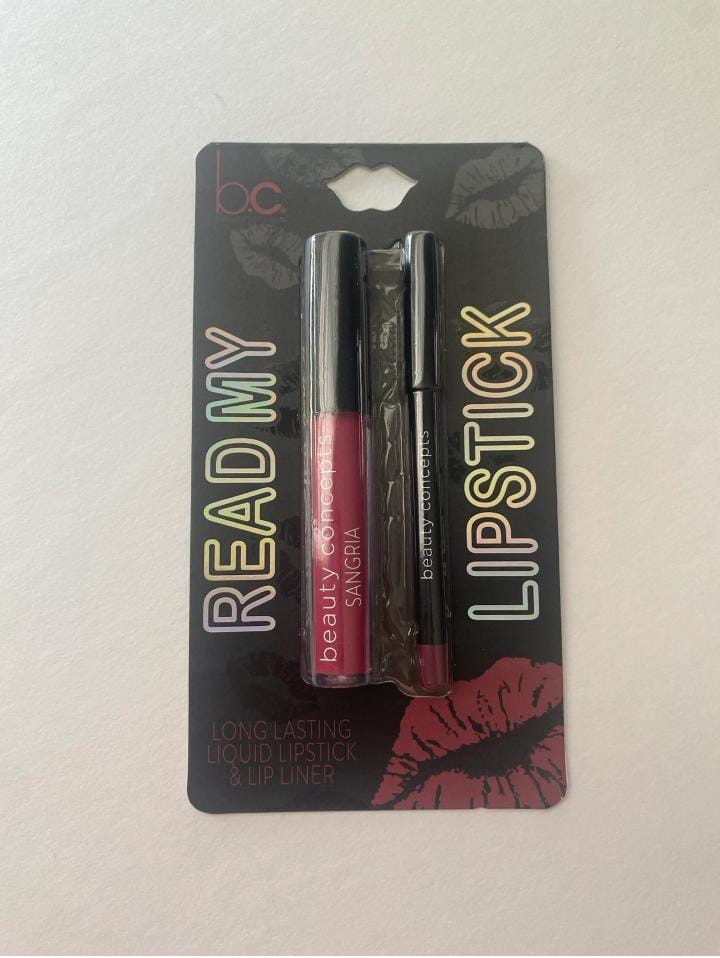 b.c.
READ MY
LIPSTICK
beauty concepts
SANGRIA
beauty concepts
LONG LASTING
LIQUID LIPSTICK
& LIP LINER